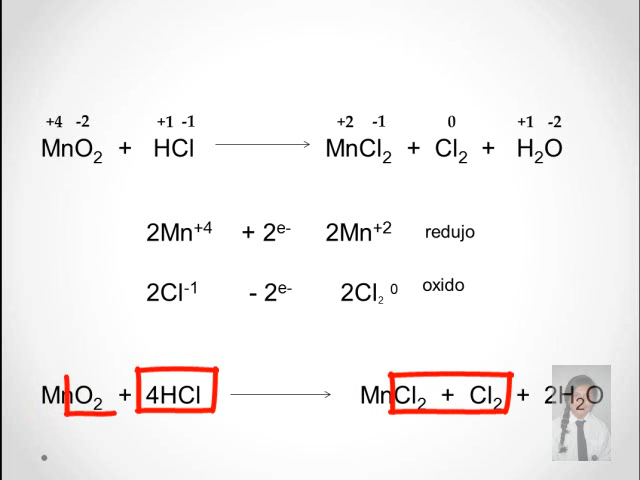 +4 -2 +1 -1 +2 -1 0 +1 -2
MnO₂ + HCl → MnCl₂ + Cl₂ + H₂O
2Mn⁺⁴ + 2ᵉ⁻ 2Mn⁺² redujo
2Cl⁻¹ - 2ᵉ⁻ 2Cl₂ ⁰ oxido
MnO₂ + 4HCl → MnCl₂ + Cl₂ + 2H₂O